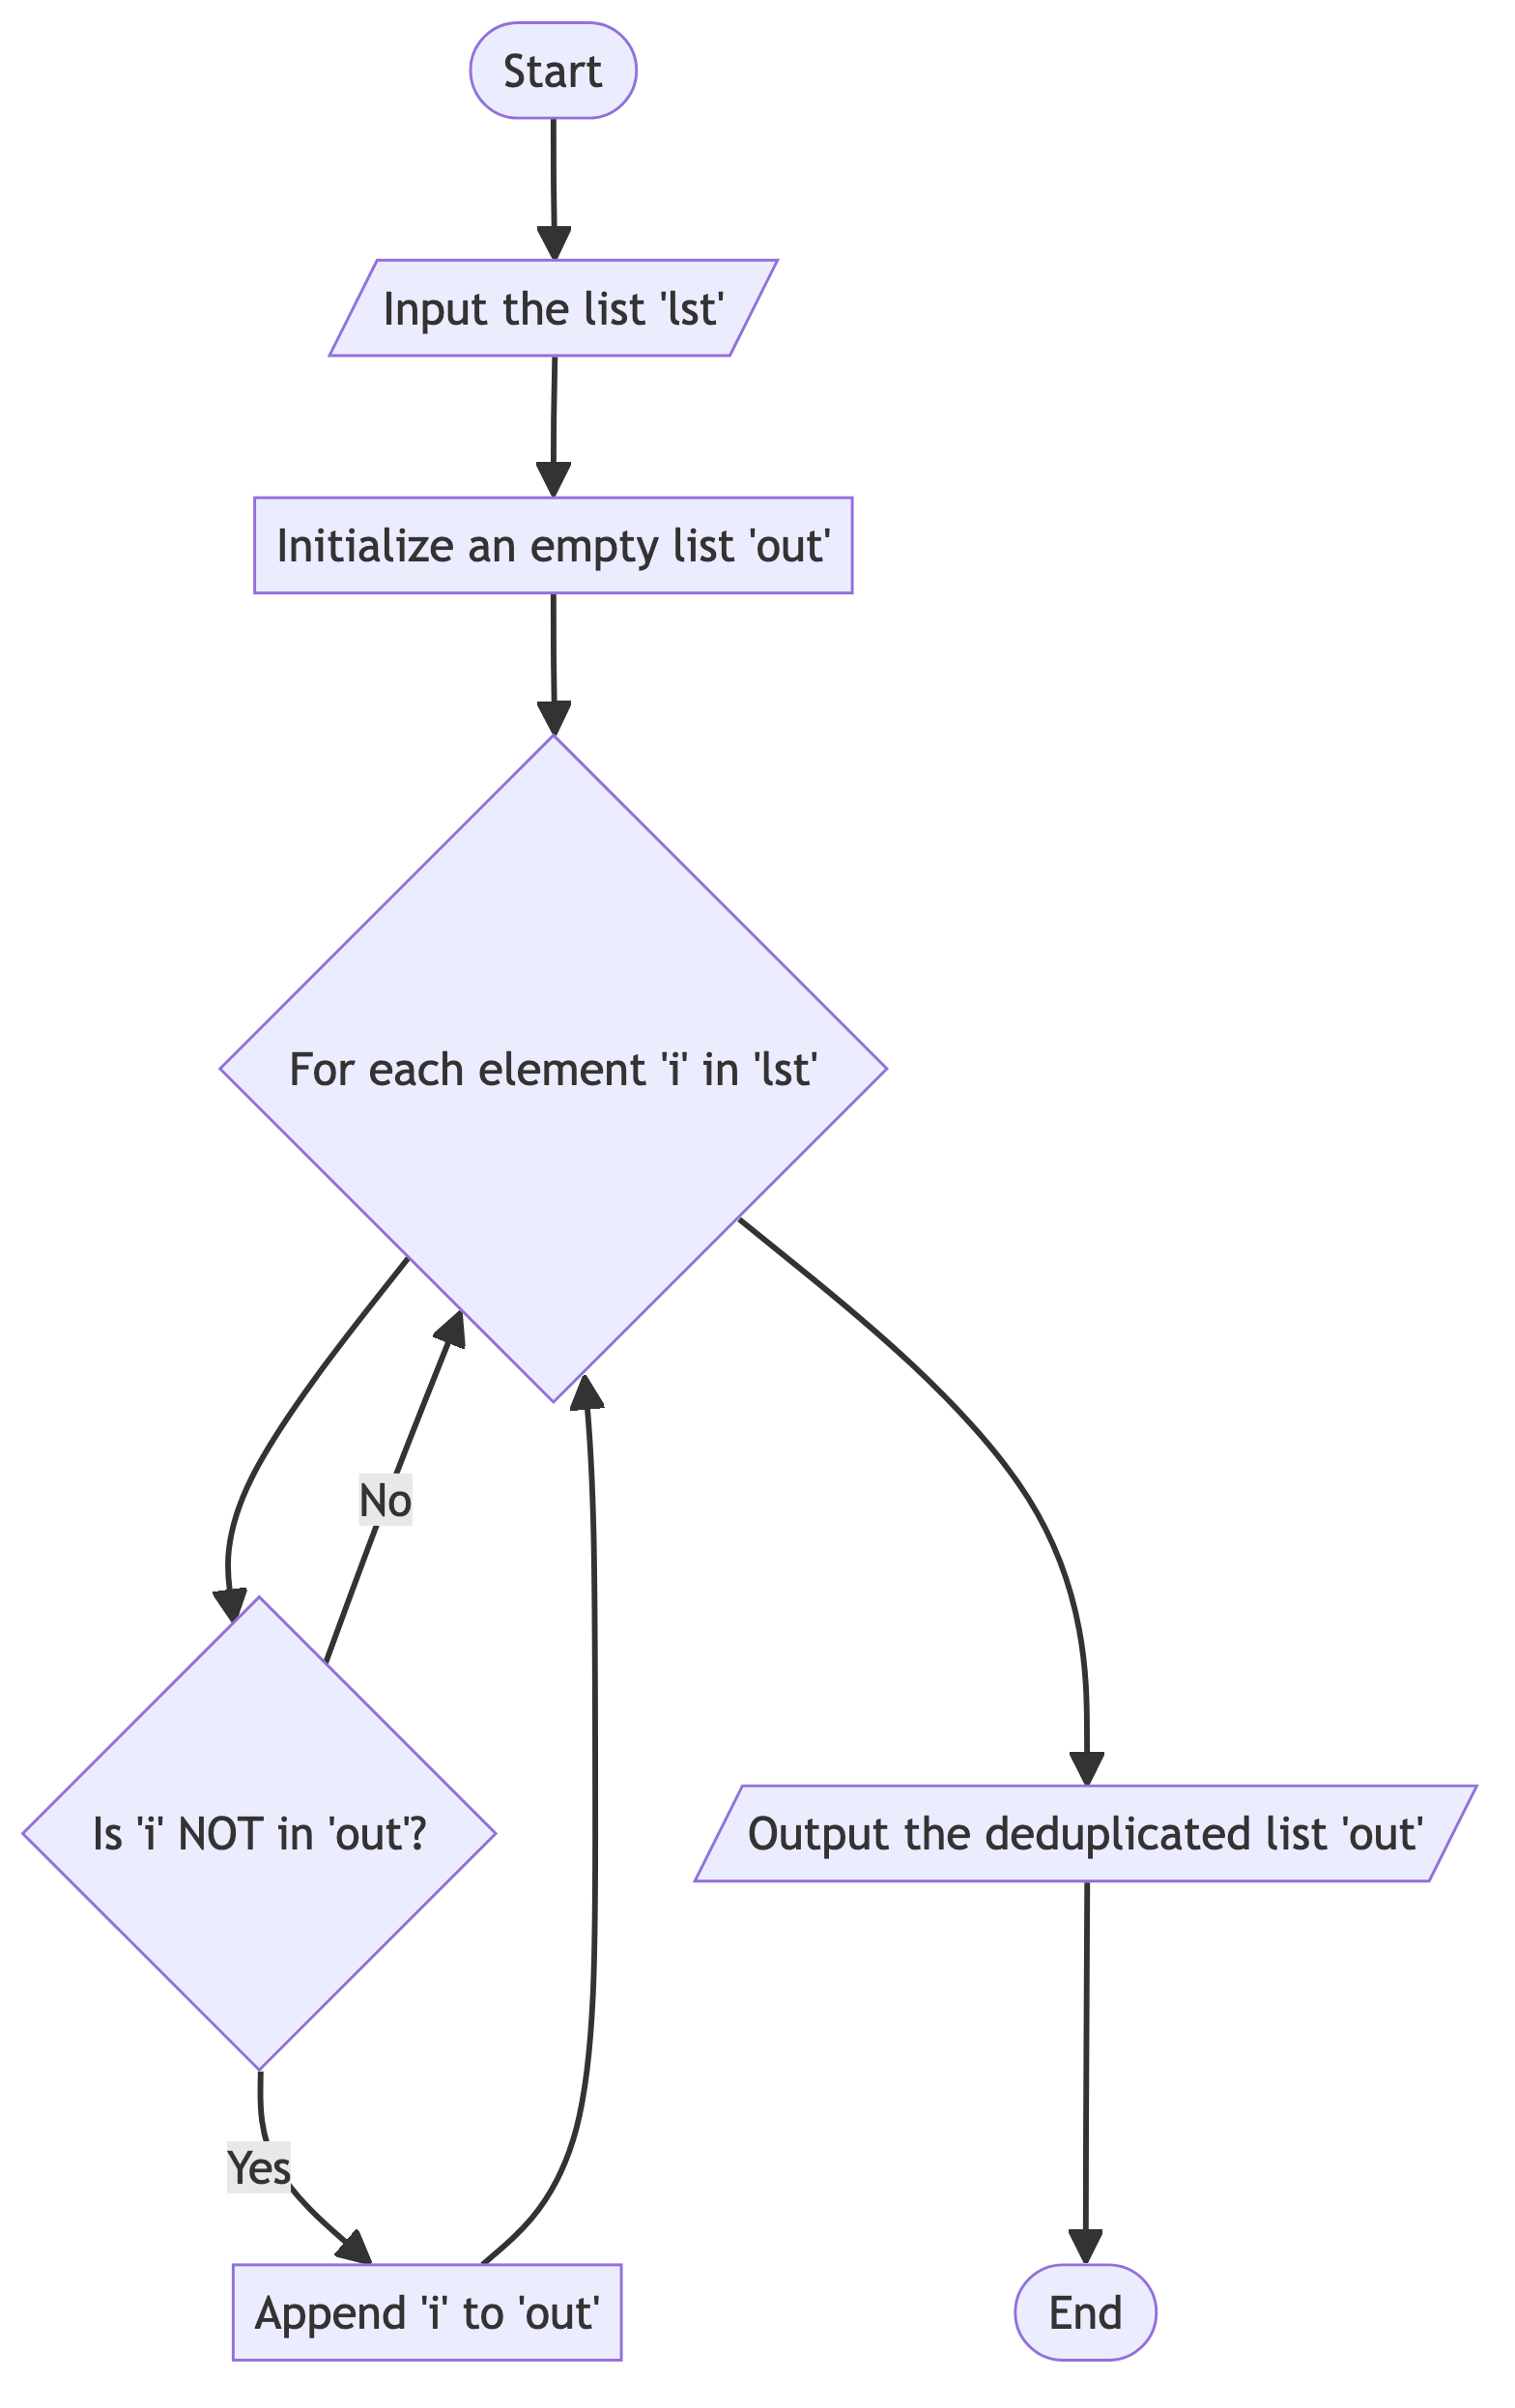 Start
Input the list 'lst'
Initialize an empty list 'out'
For each element 'i' in 'lst'
No
Is 'i' NOT in 'out'?
Output the deduplicated list 'out'
Yes
Append 'i' to 'out'
End